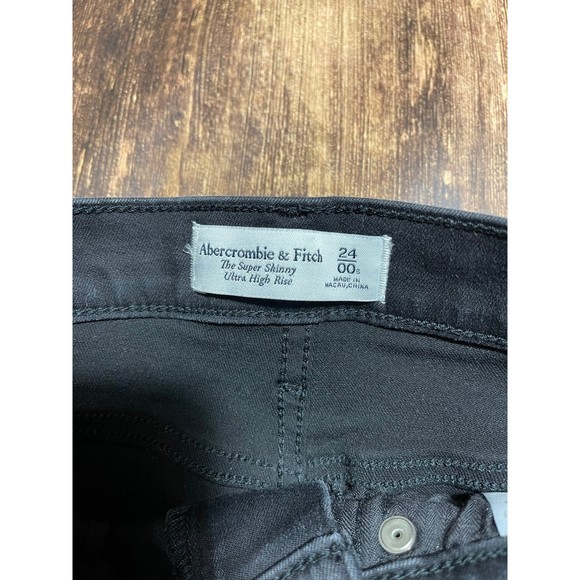 Abercrombie & Fitch
The Super Skinny
Ultra High Rise
24
00S
MADE IN
MACAU, CHINA